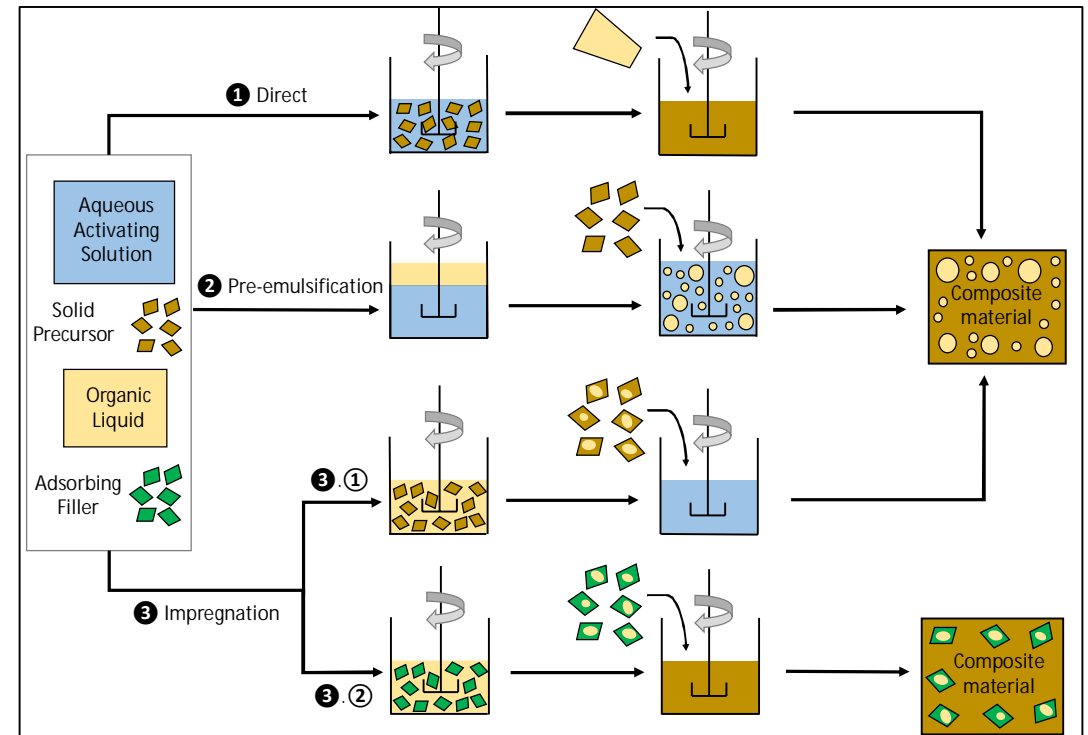 ❶ Direct
Aqueous
Activating
Solution
❷ Pre-emulsification
Solid
Precursor
Composite
material
Organic
Liquid
Adsorbing
Filler
❸.①
❸ Impregnation
❸.②
Composite
material